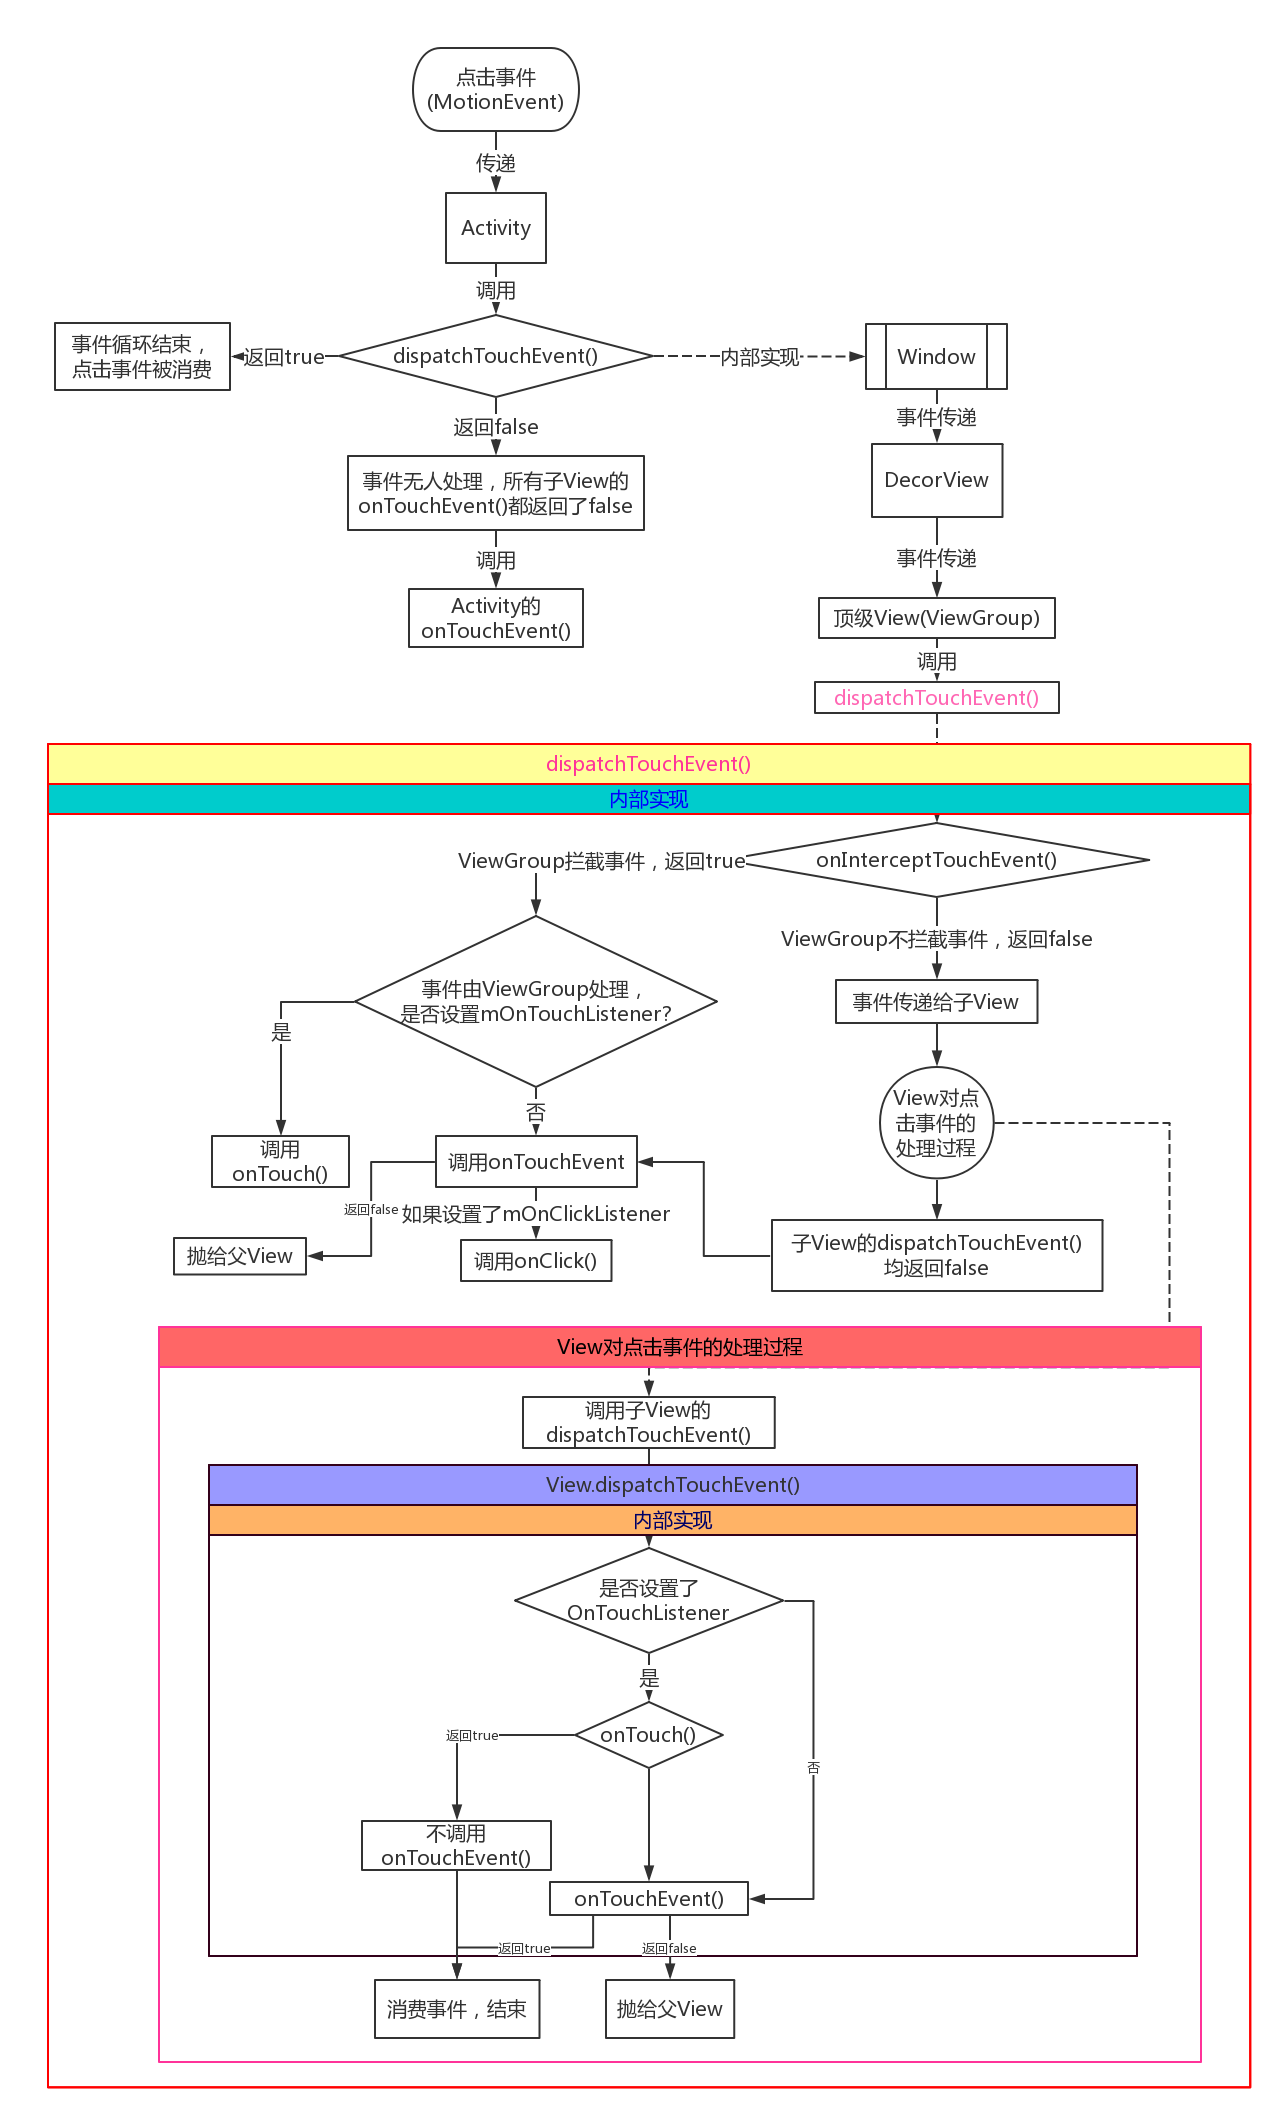 点击事件
(MotionEvent)
传递
Activity
调用
事件循环结束，
点击事件被消费
返回true
dispatchTouchEvent()
内部实现
Window
返回false
事件传递
事件无人处理，所有子View的
onTouchEvent()都返回了false
DecorView
调用
事件传递
Activity的
onTouchEvent()
顶级View(ViewGroup)
调用
dispatchTouchEvent()
dispatchTouchEvent()
内部实现
ViewGroup拦截事件，返回true
onInterceptTouchEvent()
ViewGroup不拦截事件，返回false
事件由ViewGroup处理，
是否设置mOnTouchListener?
事件传递给子View
是
否
View对点
击事件的
处理过程
调用
onTouch()
调用onTouchEvent
返回false
如果设置了mOnClickListener
抛给父View
调用onClick()
子View的dispatchTouchEvent()
均返回false
View对点击事件的处理过程
调用子View的
dispatchTouchEvent()
View.dispatchTouchEvent()
内部实现
是否设置了
OnTouchListener
是
返回true
onTouch()
否
不调用
onTouchEvent()
onTouchEvent()
返回true
返回false
消费事件，结束
抛给父View